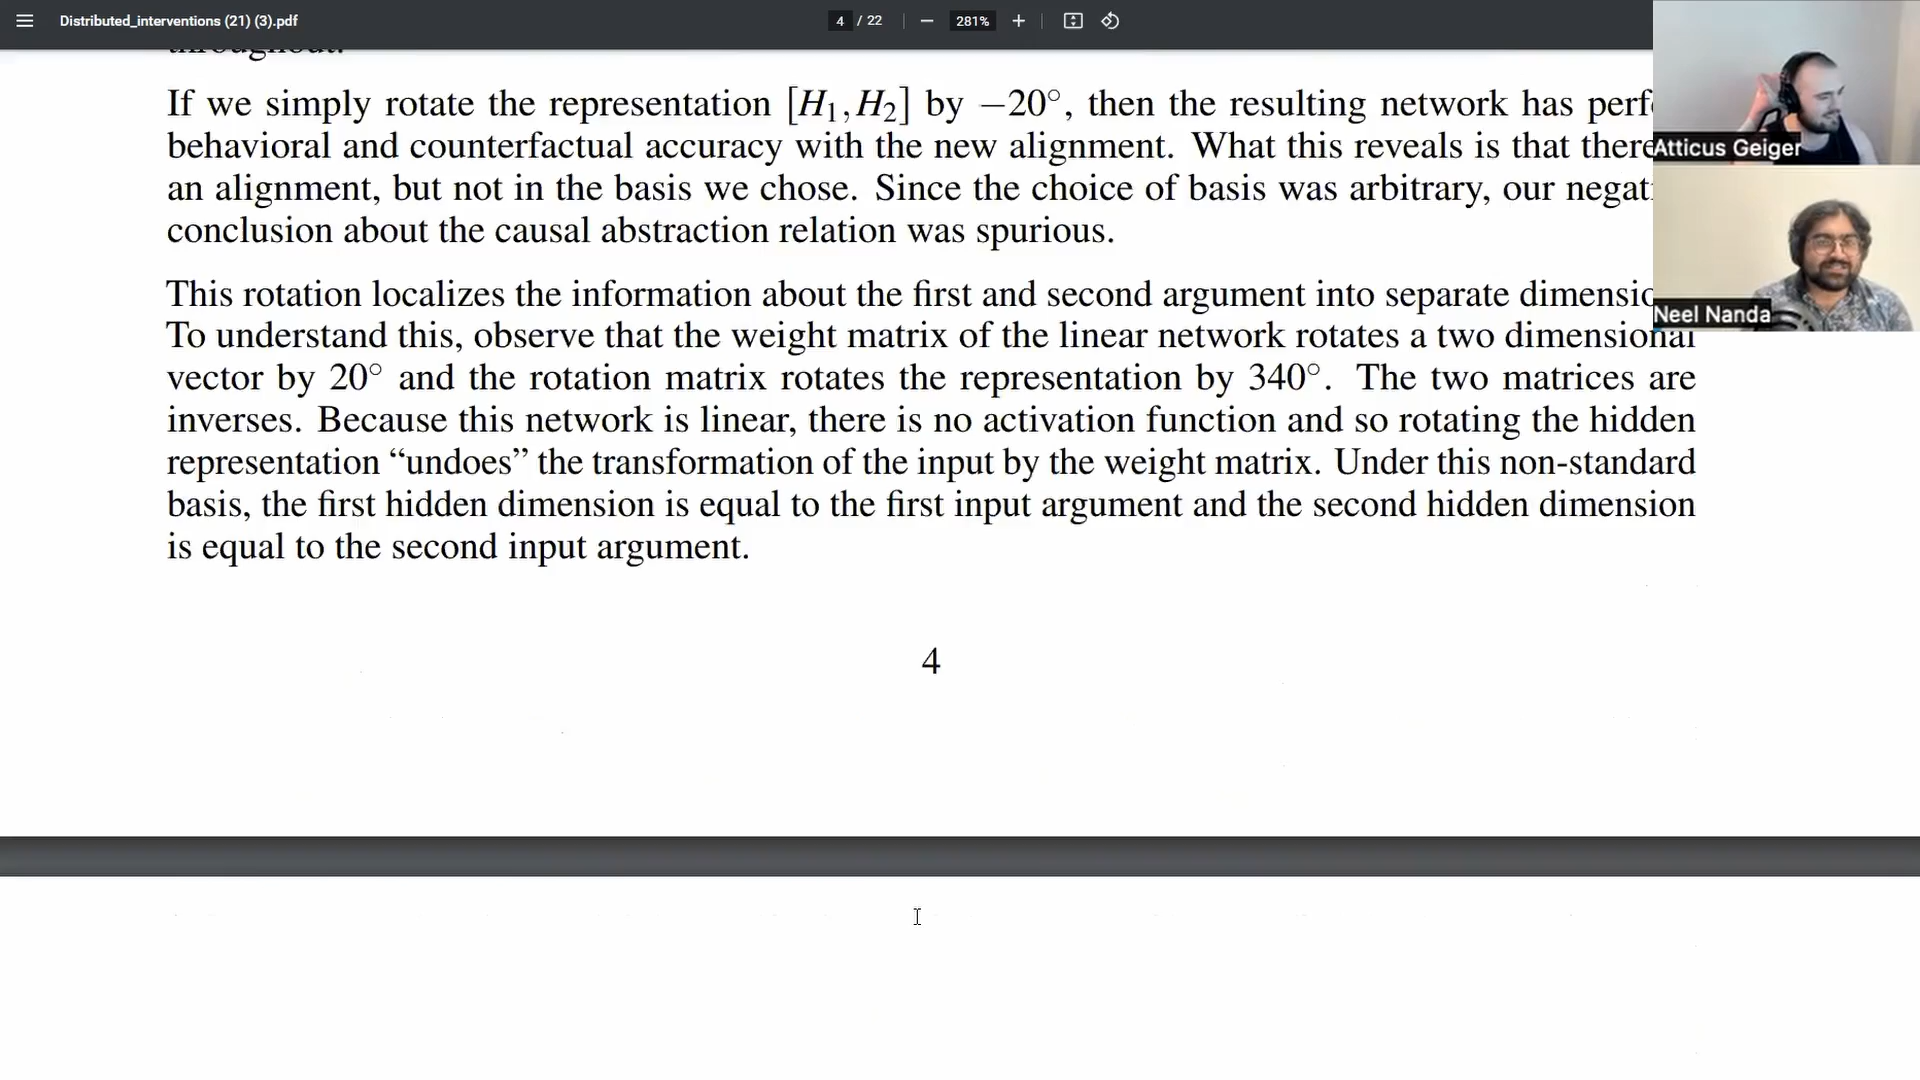 Distributed_interventions (21) (3).pdf
4 / 22
281%
throughout.
If we simply rotate the representation [H₁, H₂] by −20°, then the resulting network has perf
behavioral and counterfactual accuracy with the new alignment. What this reveals is that there
an alignment, but not in the basis we chose. Since the choice of basis was arbitrary, our negati
conclusion about the causal abstraction relation was spurious.
This rotation localizes the information about the first and second argument into separate dimensio
To understand this, observe that the weight matrix of the linear network rotates a two dimensional
vector by 20° and the rotation matrix rotates the representation by 340°. The two matrices are
inverses. Because this network is linear, there is no activation function and so rotating the hidden
representation “undoes” the transformation of the input by the weight matrix. Under this non-standard
basis, the first hidden dimension is equal to the first input argument and the second hidden dimension
is equal to the second input argument.
4
Atticus Geiger
Neel Nanda